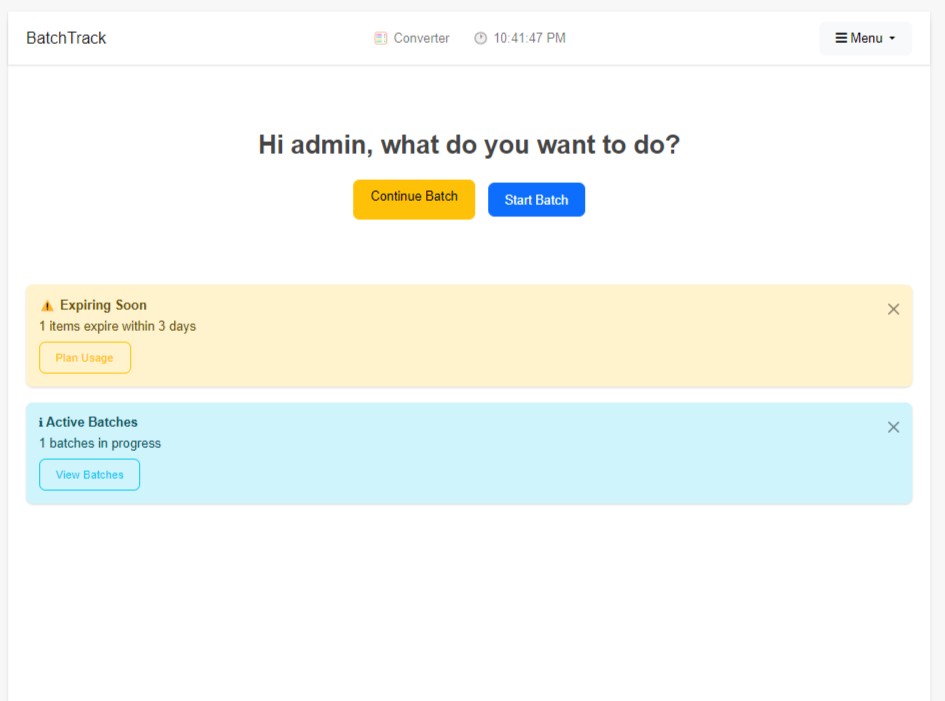 BatchTrack
Converter
10:41:47 PM
Menu
Hi admin, what do you want to do?
Continue Batch
Start Batch
Expiring Soon
1 items expire within 3 days
Plan Usage
Active Batches
1 batches in progress
View Batches